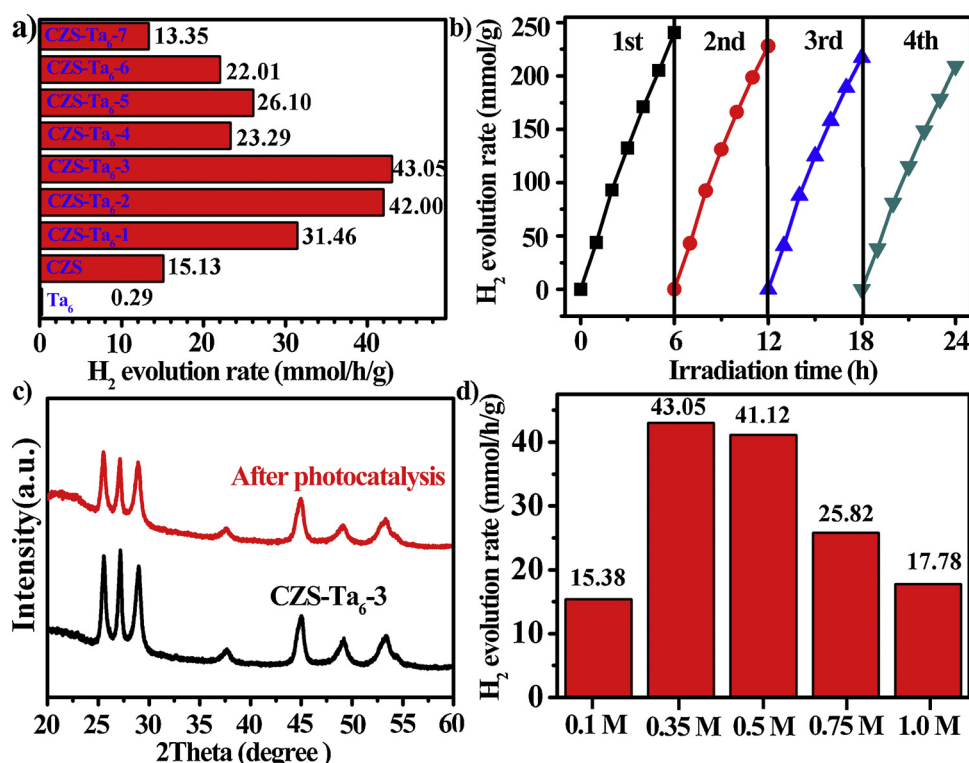 a)
CZS-Ta6-7 13.35
CZS-Ta6-6 22.01
CZS-Ta6-5 26.10
CZS-Ta6-4 23.29
CZS-Ta6-3 43.05
CZS-Ta6-2 42.00
CZS-Ta6-1 31.46
CZS 15.13
Ta6 0.29
0 10 20 30 40
H2 evolution rate (mmol/h/g)
b)
H2 evolution rate (mmol/g)
250
200
150
100
50
0
1st 2nd 3rd 4th
0 6 12 18 24
Irradiation time (h)
c)
Intensity(a.u.)
After photocatalysis
CZS-Ta6-3
20 25 30 35 40 45 50 55 60
2Theta (degree )
d)
H2 evolution rate (mmol/h/g)
40
30
20
10
0
15.38 43.05 41.12 25.82 17.78
0.1 M 0.35 M 0.5 M 0.75 M 1.0 M